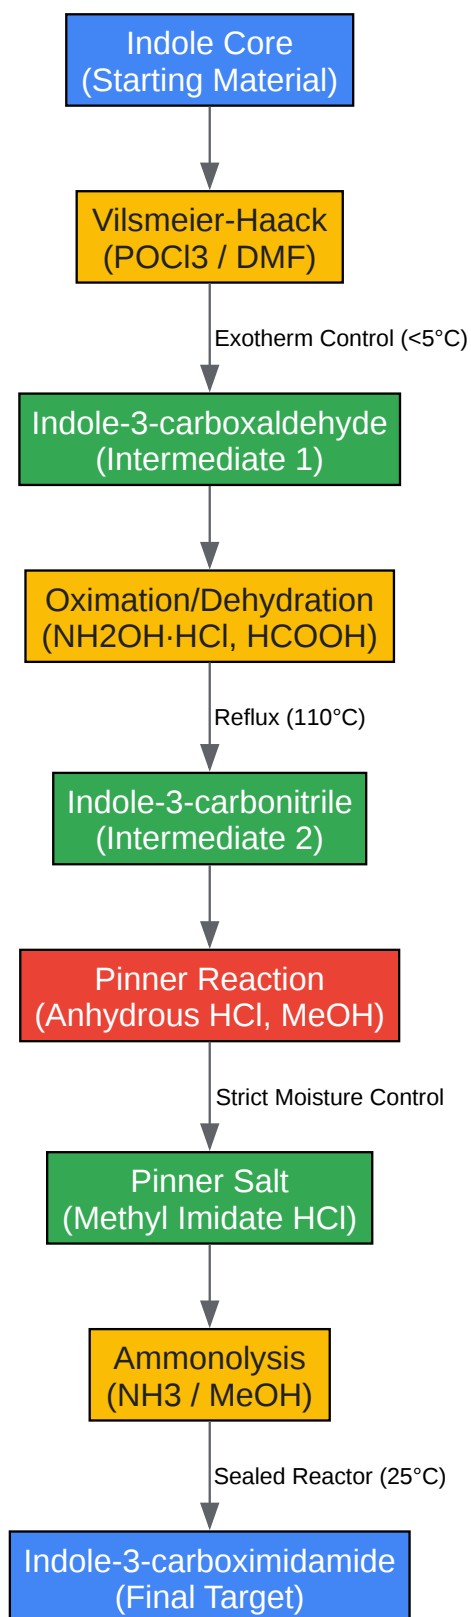 Indole Core
(Starting Material)
Vilsmeier-Haack
(POCl3 / DMF)
Exotherm Control (<5°C)
Indole-3-carboxaldehyde
(Intermediate 1)
Oximation/Dehydration
(NH2OH·HCl, HCOOH)
Reflux (110°C)
Indole-3-carbonitrile
(Intermediate 2)
Pinner Reaction
(Anhydrous HCl, MeOH)
Strict Moisture Control
Pinner Salt
(Methyl Imidate HCl)
Ammonolysis
(NH3 / MeOH)
Sealed Reactor (25°C)
Indole-3-carboximidamide
(Final Target)